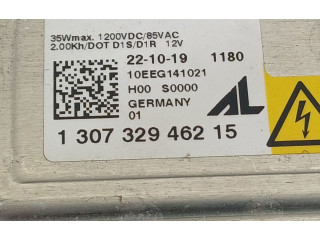 35Wmax. 1200VDC/85VAC
2.00Kh/DOT D1S/D1R 12V
22-10-19 1180
10EEG141021
H00 S0000
GERMANY
01
AL
1 307 329 462 15